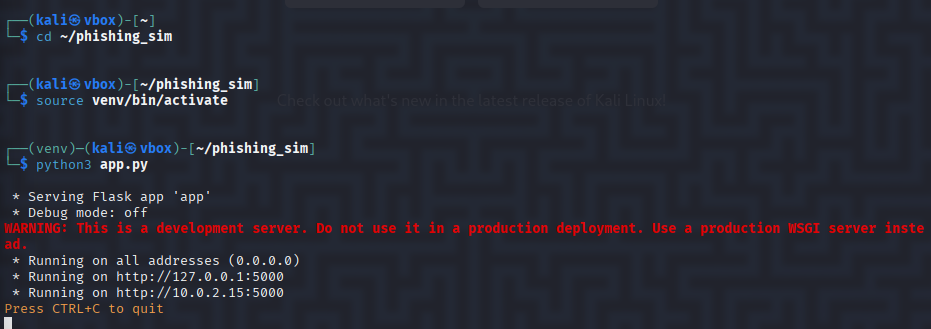 ┌──(kali㉿vbox)-[~]
└─$ cd ~/phishing_sim
┌──(kali㉿vbox)-[~/phishing_sim]
└─$ source venv/bin/activate
Check out what's new in the latest release of Kali Linux!
┌──(venv)─(kali㉿vbox)-[~/phishing_sim]
└─$ python3 app.py
* Serving Flask app 'app'
* Debug mode: off
WARNING: This is a development server. Do not use it in a production deployment. Use a production WSGI server inste
ad.
* Running on all addresses (0.0.0.0)
* Running on http://127.0.0.1:5000
* Running on http://10.0.2.15:5000
Press CTRL+C to quit